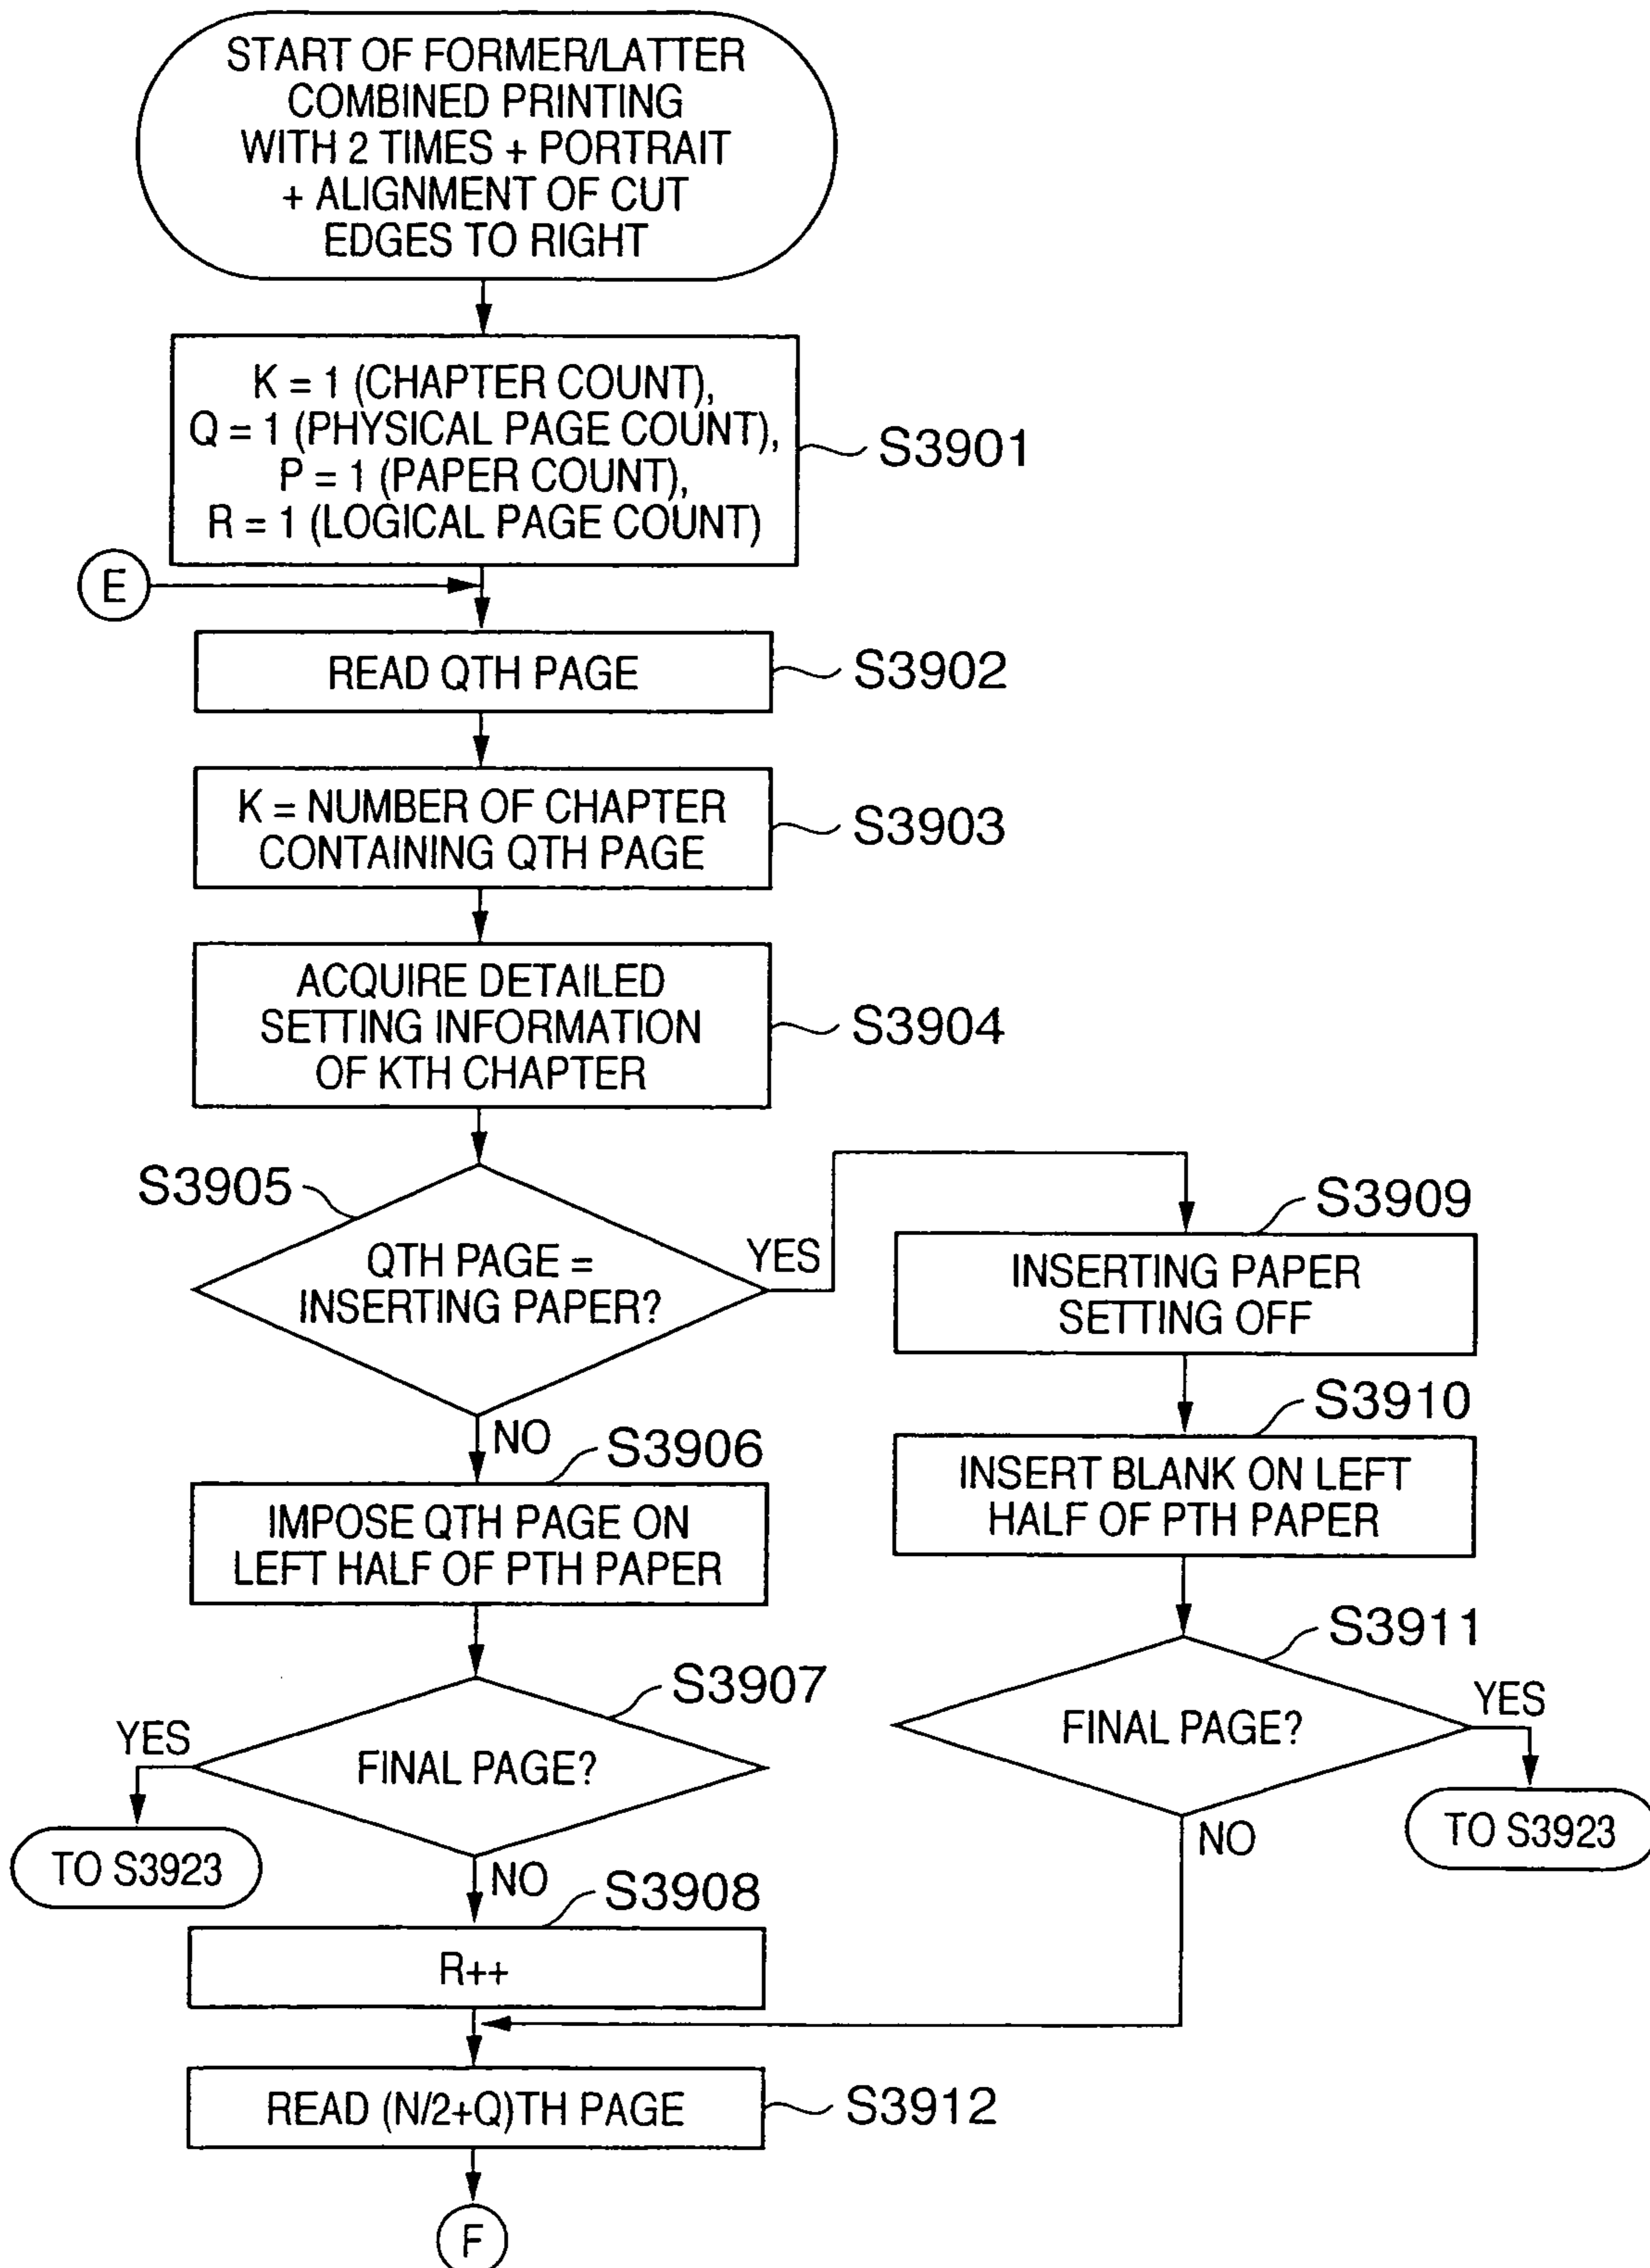 START OF FORMER/LATTER
COMBINED PRINTING
WITH 2 TIMES + PORTRAIT
+ ALIGNMENT OF CUT
EDGES TO RIGHT
K = 1 (CHAPTER COUNT),
Q = 1 (PHYSICAL PAGE COUNT),
P = 1 (PAPER COUNT),
R = 1 (LOGICAL PAGE COUNT)
S3901
E
READ QTH PAGE
S3902
K = NUMBER OF CHAPTER
CONTAINING QTH PAGE
S3903
ACQUIRE DETAILED
SETTING INFORMATION
OF KTH CHAPTER
S3904
S3905
QTH PAGE =
INSERTING PAPER?
YES
NO
S3909
INSERTING PAPER
SETTING OFF
S3906
IMPOSE QTH PAGE ON
LEFT HALF OF PTH PAPER
S3910
INSERT BLANK ON LEFT
HALF OF PTH PAPER
S3907
FINAL PAGE?
YES
TO S3923
NO
S3911
FINAL PAGE?
YES
TO S3923
NO
S3908
R++
READ (N/2+Q)TH PAGE
S3912
F